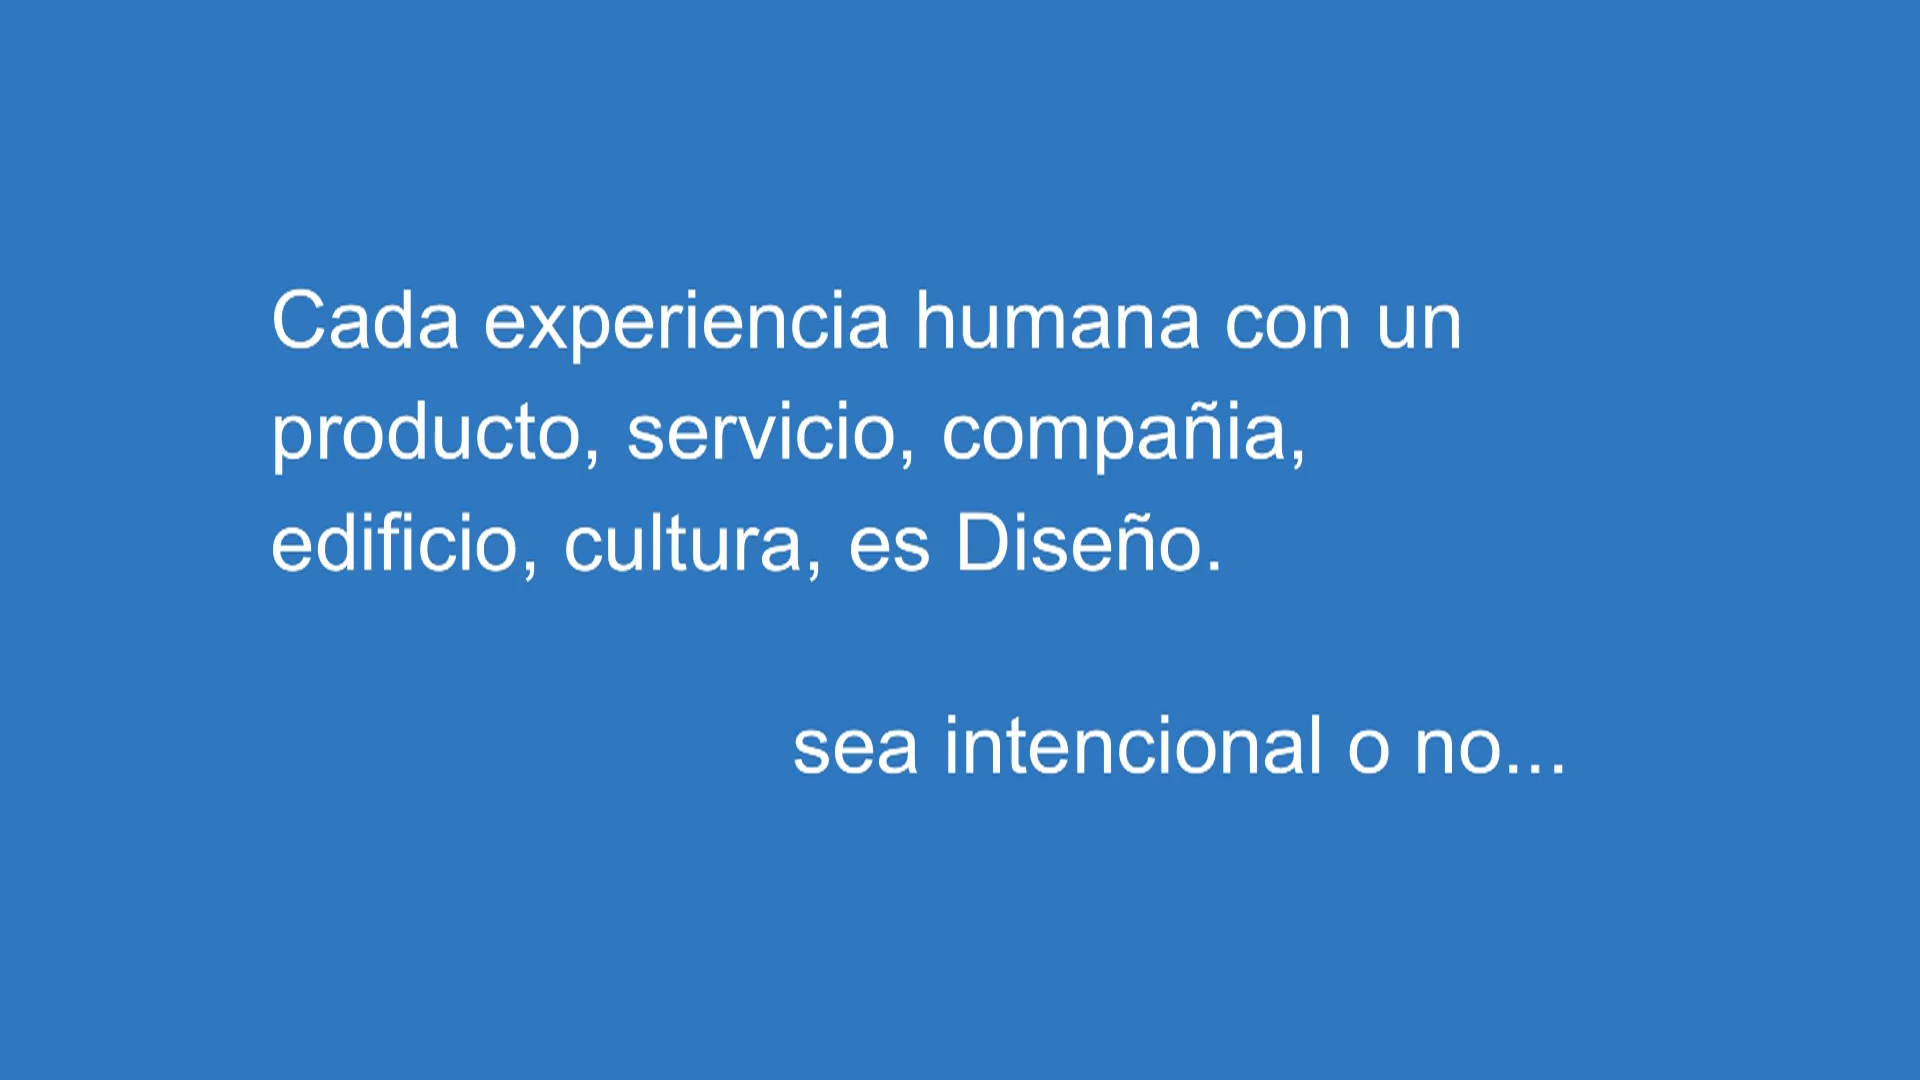 Cada experiencia humana con un
producto, servicio, compañia,
edificio, cultura, es Diseño.
sea intencional o no...